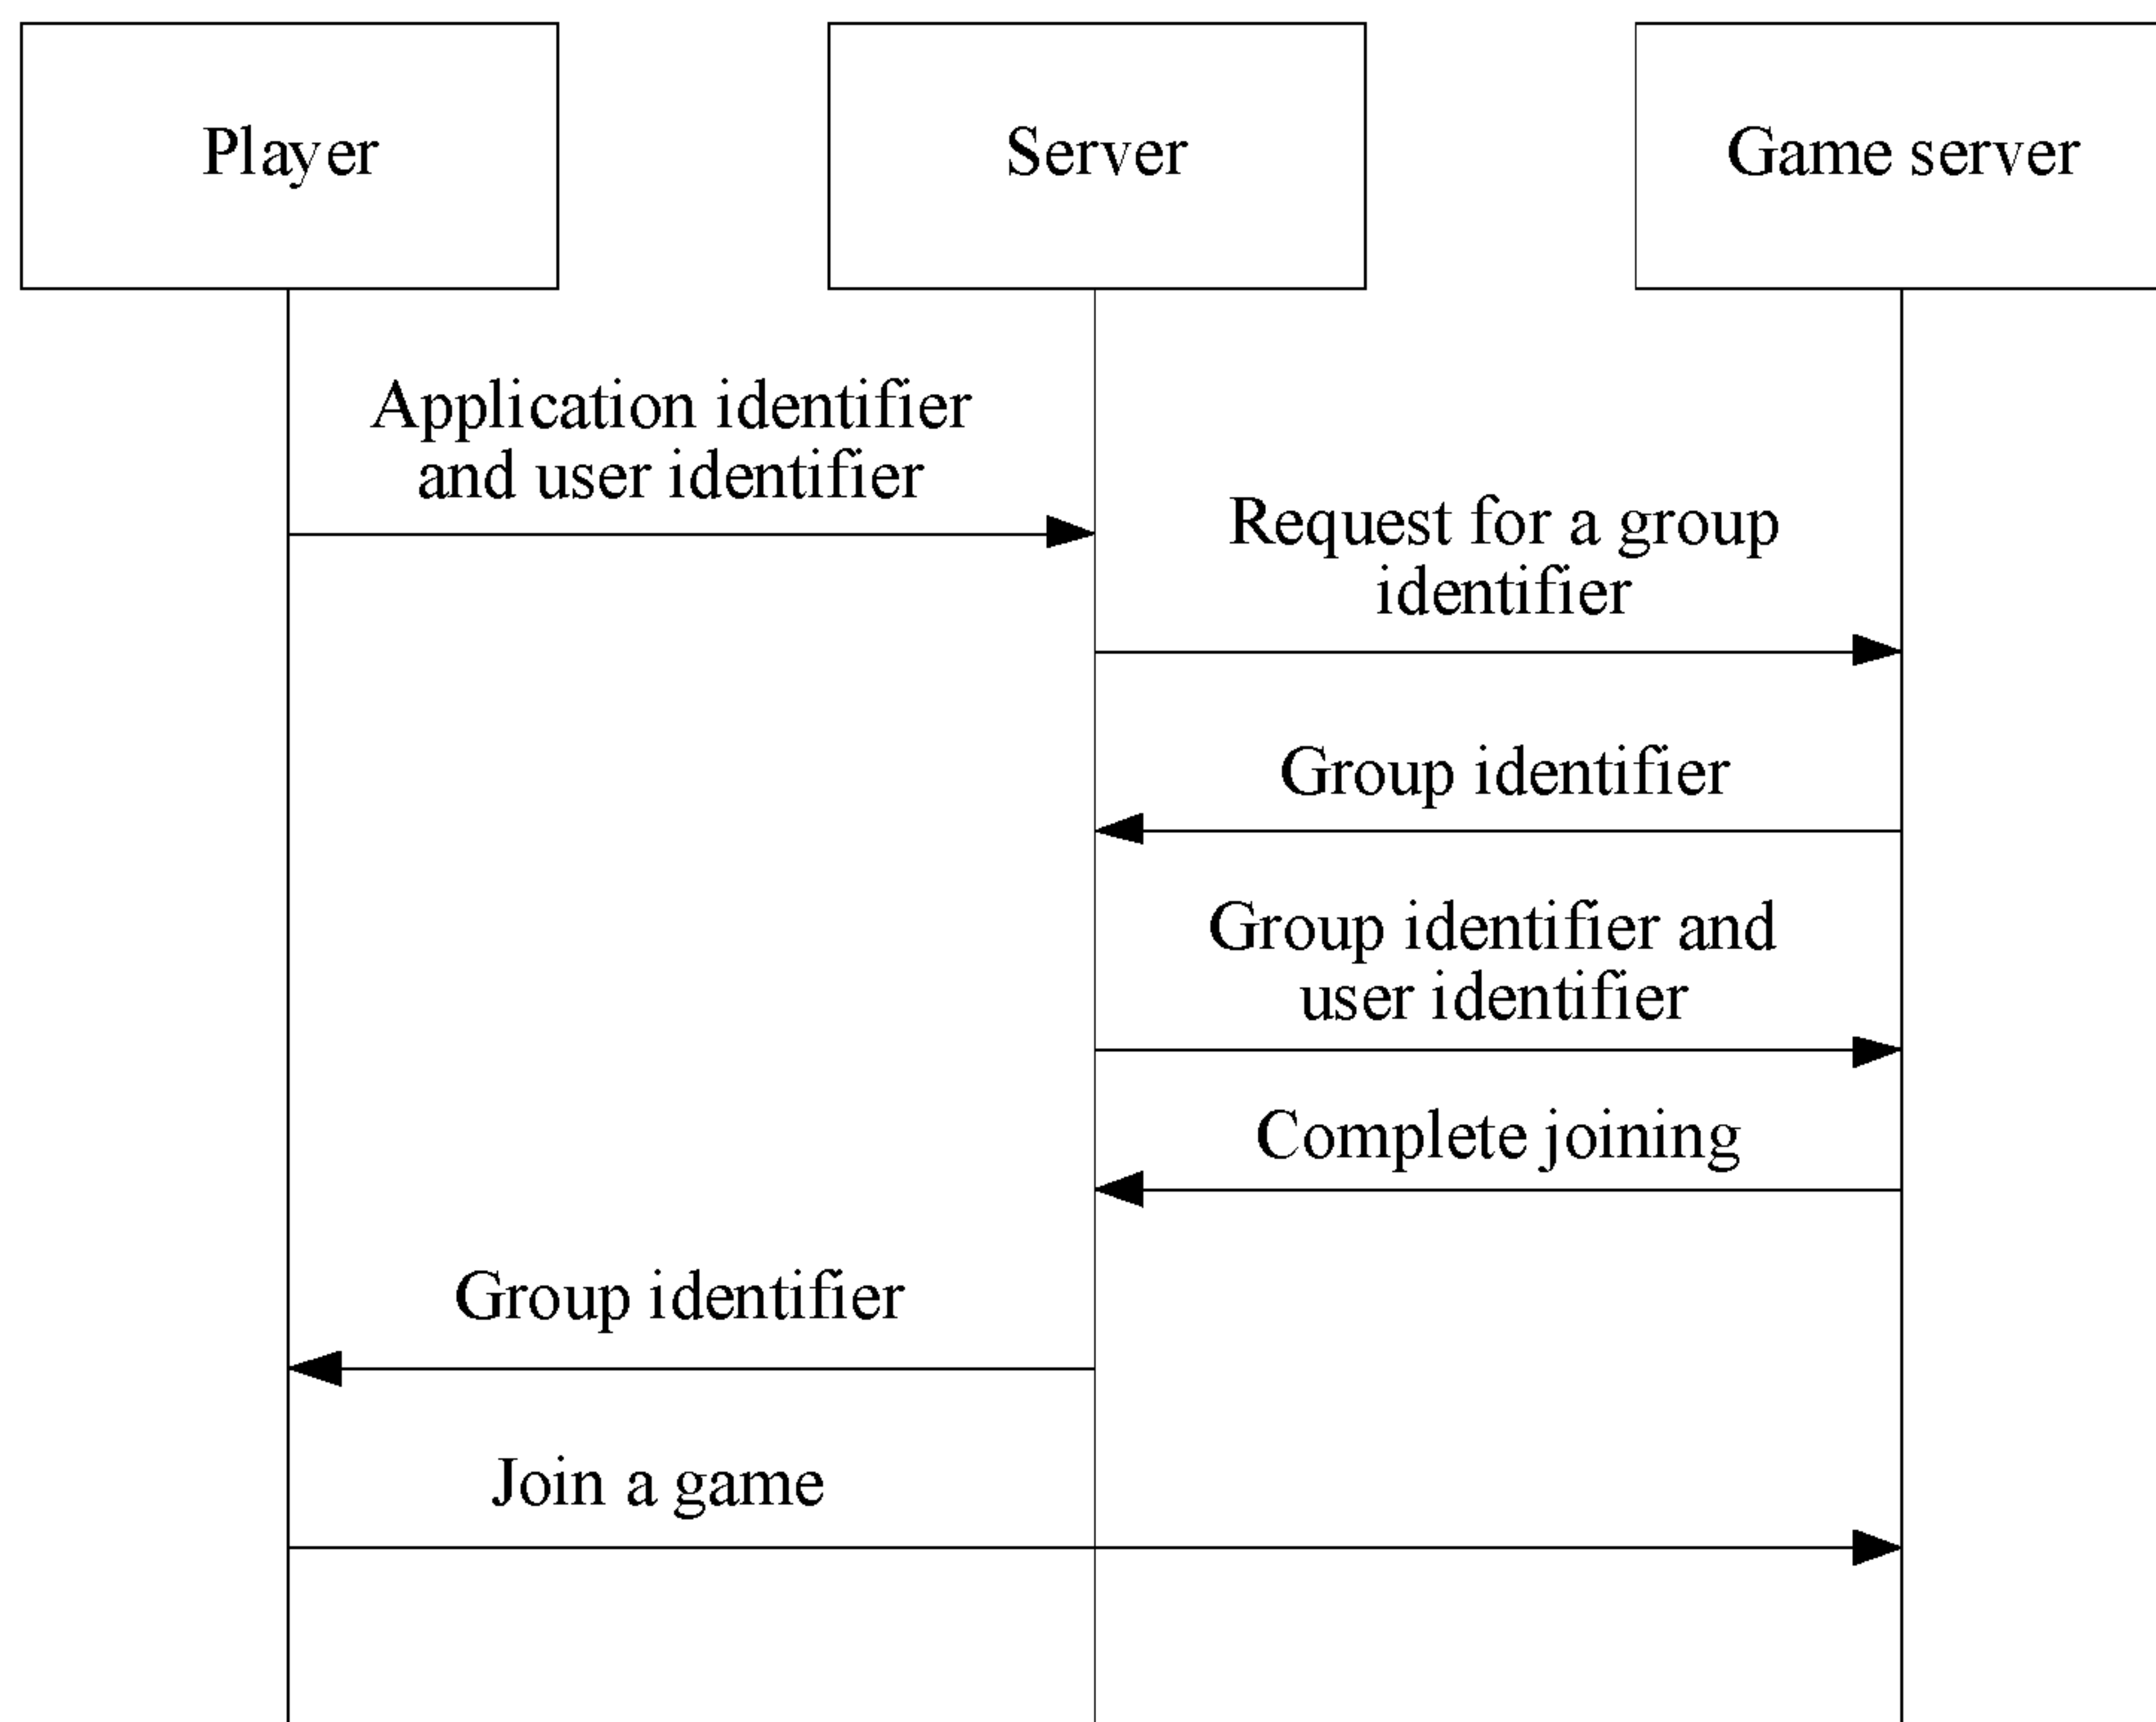 Player
Server
Game server
Application identifier
and user identifier
Request for a group
identifier
Group identifier
Group identifier and
user identifier
Complete joining
Group identifier
Join a game